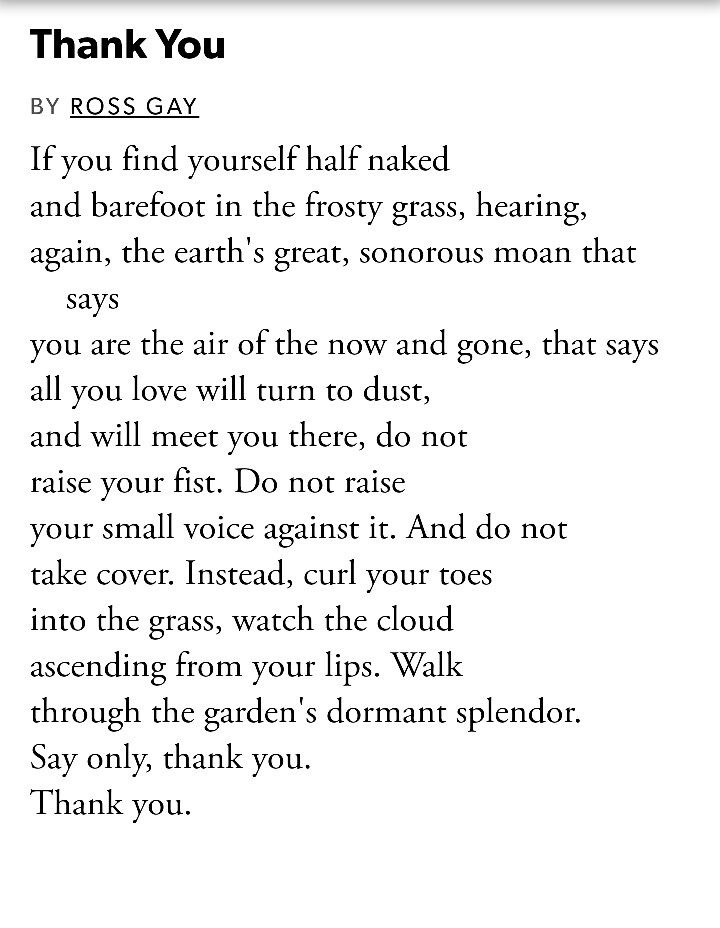 Thank You
BY ROSS GAY
If you find yourself half naked
and barefoot in the frosty grass, hearing,
again, the earth's great, sonorous moan that
says
you are the air of the now and gone, that says
all you love will turn to dust,
and will meet you there, do not
raise your fist. Do not raise
your small voice against it. And do not
take cover. Instead, curl your toes
into the grass, watch the cloud
ascending from your lips. Walk
through the garden's dormant splendor.
Say only, thank you.
Thank you.